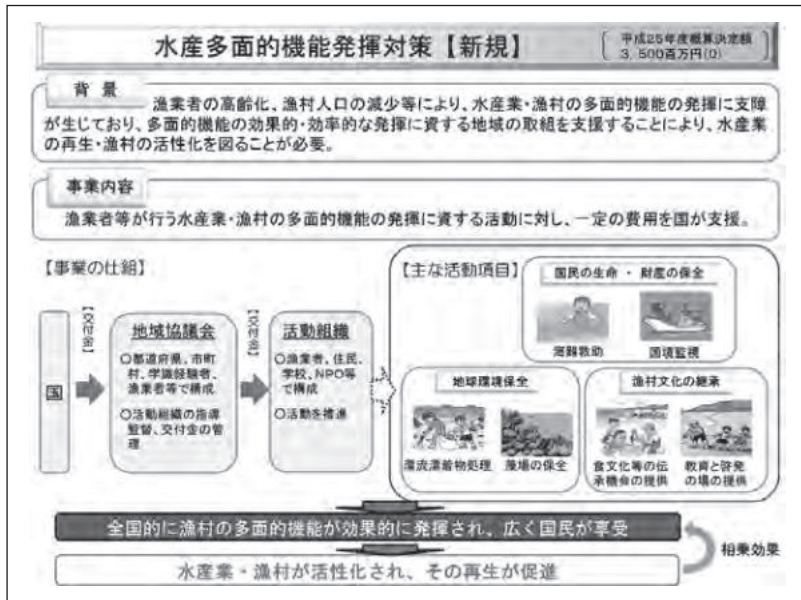 水産多面的機能発揮対策【新規】
平成25年度概算決定額
3,500百万円(0)
背 景
漁業者の高齢化、漁村人口の減少等により、水産業・漁村の多面的機能の発揮に支障
が生じており、多面的機能の効果的・効率的な発揮に資する地域の取組を支援することにより、水産業
の再生・漁村の活性化を図ることが必要。
事業内容
漁業者等が行う水産業・漁村の多面的機能の発揮に資する活動に対し、一定の費用を国が支援。
【事業の仕組】
国
【交付金】
地域協議会
○都道府県、市町
村、学識経験者、
漁業者等で構成
○活動組織の指導
監督、交付金の管
理
【交付金】
活動組織
○漁業者、住民、
学校、NPO等
で構成
○活動を推進
【主な活動項目】
国民の生命・財産の保全
海難救助
国境監視
地球環境保全
漂流漂着物処理
藻場の保全
漁村文化の継承
食文化等の伝
承機会の提供
教育と啓発
の場の提供
全国的に漁村の多面的機能が効果的に発揮され、広く国民が享受
水産業・漁村が活性化され、その再生が促進
相乗効果